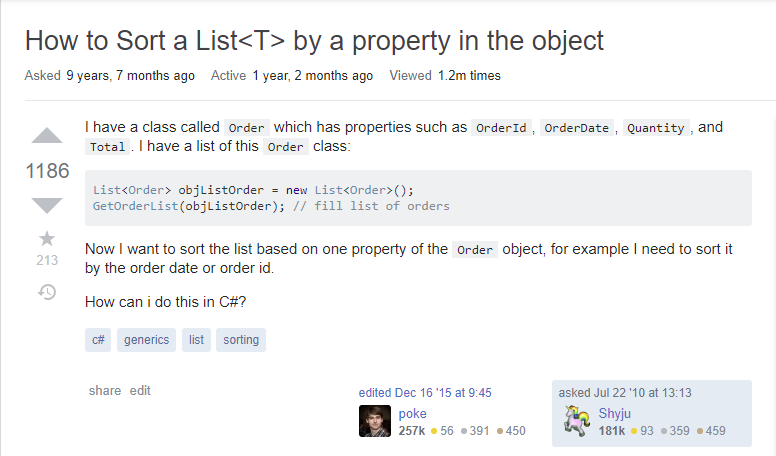 How to Sort a List<T> by a property in the object
Asked 9 years, 7 months ago Active 1 year, 2 months ago Viewed 1.2m times
I have a class called Order which has properties such as OrderId, OrderDate, Quantity, and
Total. I have a list of this Order class:
1186
List<Order> objListOrder = new List<Order>();
GetOrderList(objListOrder); // fill list of orders
213
Now I want to sort the list based on one property of the Order object, for example I need to sort it
by the order date or order id.
How can i do this in C#?
c# generics list sorting
share edit
edited Dec 16 '15 at 9:45
poke
257k 56 391 450
asked Jul 22 '10 at 13:13
Shyju
181k 93 359 459